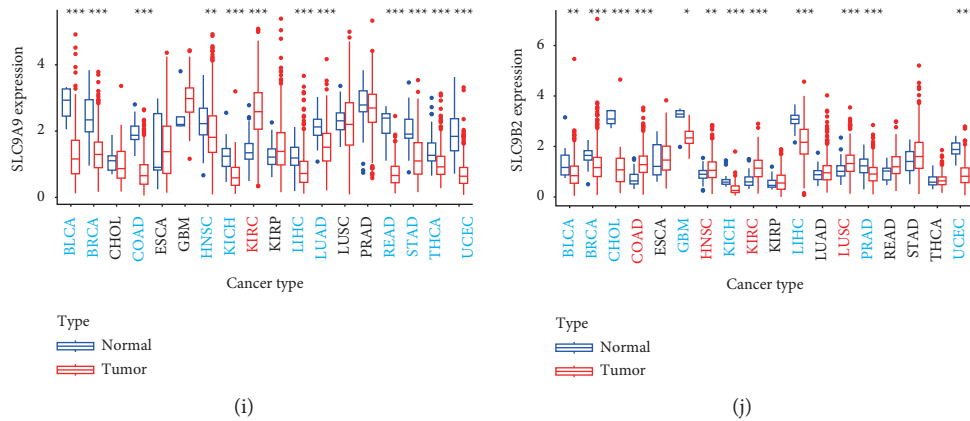 *** *** *** ** *** *** *** *** *** *** *** ***
SLC9A9 expression
4
2
0
BLCA BRCA CHOL COAD ESCA GBM HNSC KICH KIRC KIRP LIHC LUAD LUSC PRAD READ STAD THCA UCEC
Cancer type
Type
Normal
Tumor
(i)
** *** *** *** * ** *** *** *** *** *** ***
SLC9B2 expression
6
4
2
0
BLCA BRCA CHOL COAD ESCA GBM HNSC KICH KIRC KIRP LIHC LUAD LUSC PRAD READ STAD THCA UCEC
Cancer type
Type
Normal
Tumor
(j)